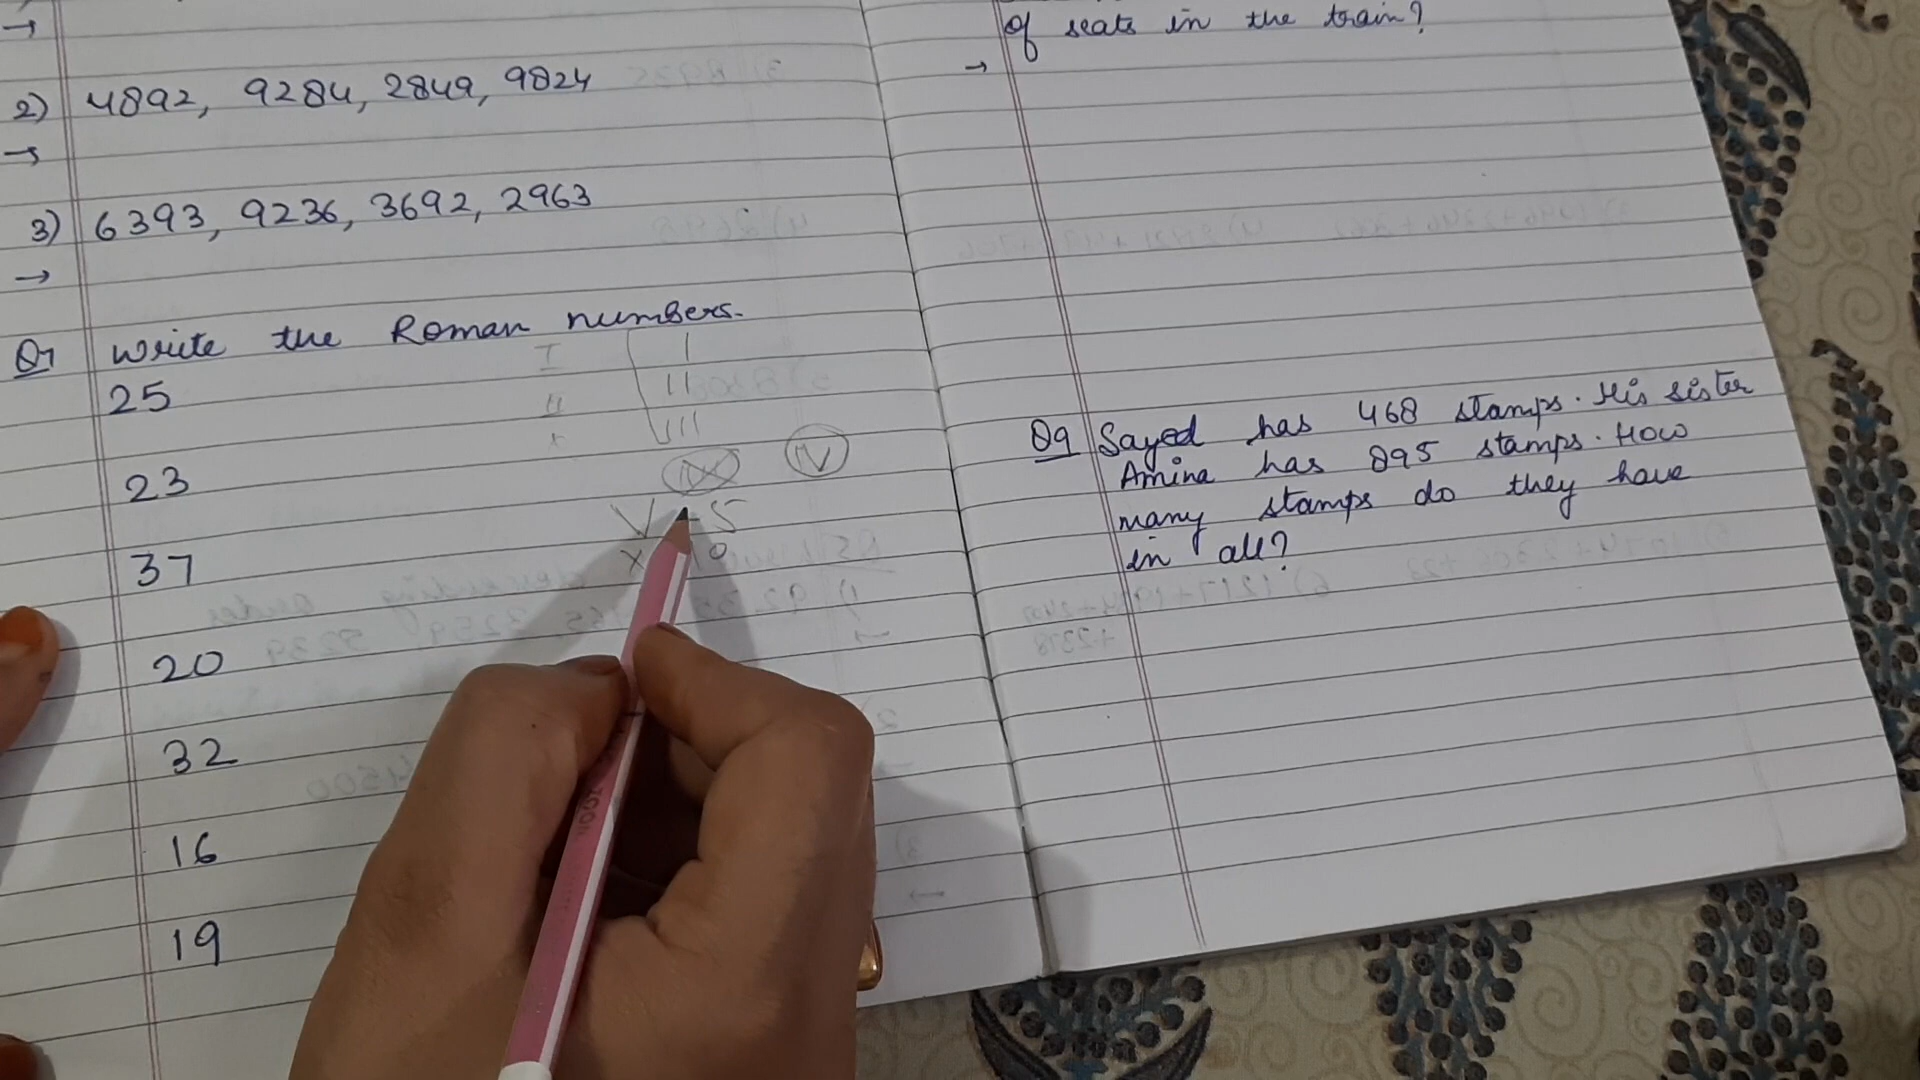 →
2) 4892, 9284, 2849, 9824
→
3) 6393, 9236, 3692, 2963
→
Q7 Write the Roman numbers.
25
23
37
20
32
16
19
I
II
I
II
III
IV
V - 5
X 10
of seats in the train?
→
Q9 Sayed has 468 stamps. His sister
Amina has 895 stamps. How
many stamps do they have
in all?